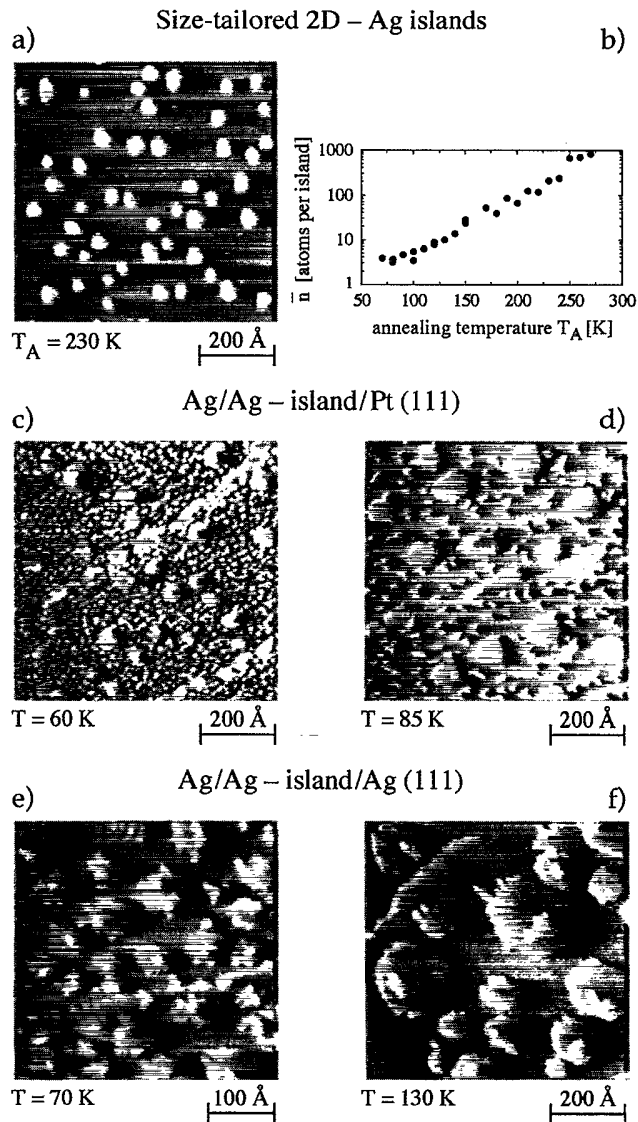 Size-tailored 2D – Ag islands
a)
b)
n̄ [atoms per island]
1000
100
10
1
50 100 150 200 250 300
annealing temperature T_A [K]
T_A = 230 K
200 Å
Ag/Ag – island/Pt (111)
c)
d)
T = 60 K
200 Å
T = 85 K
200 Å
Ag/Ag – island/Ag (111)
e)
f)
T = 70 K
100 Å
T = 130 K
200 Å